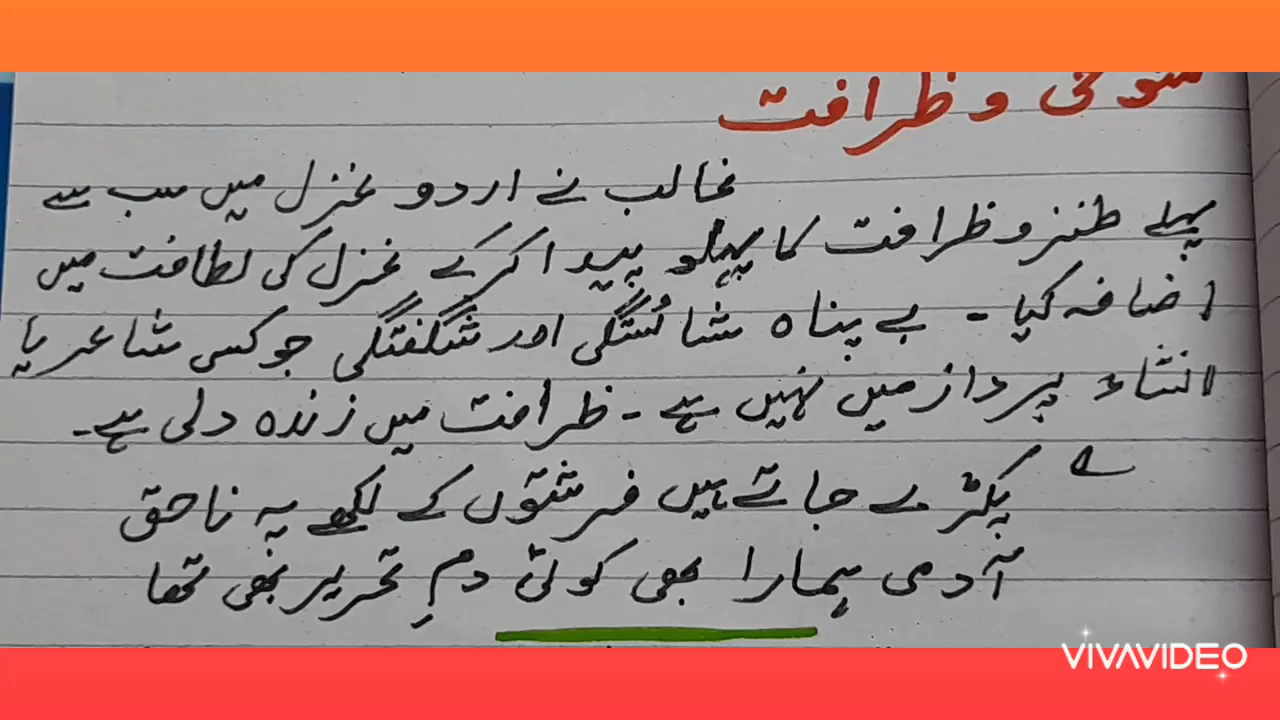 شوخی و ظرافت
غالب نے اردو غزل میں سب سے
پہلے طنز و ظرافت کا پہلو پیدا کرکے غزل کی لطافت میں
اضافہ کیا ۔ بے پناہ شائستگی اور شگفتگی جو کسی شاعر یا
انشاء پرداز میں نہیں ہے ۔ ظرافت میں زندہ دلی ہے ۔
؎ پکڑے جاتے ہیں فرشتوں کے لکھے پہ ناحق
آدمی ہمارا بھی کوئی دمِ تحریر بھی تھا
VIVAVIDEO